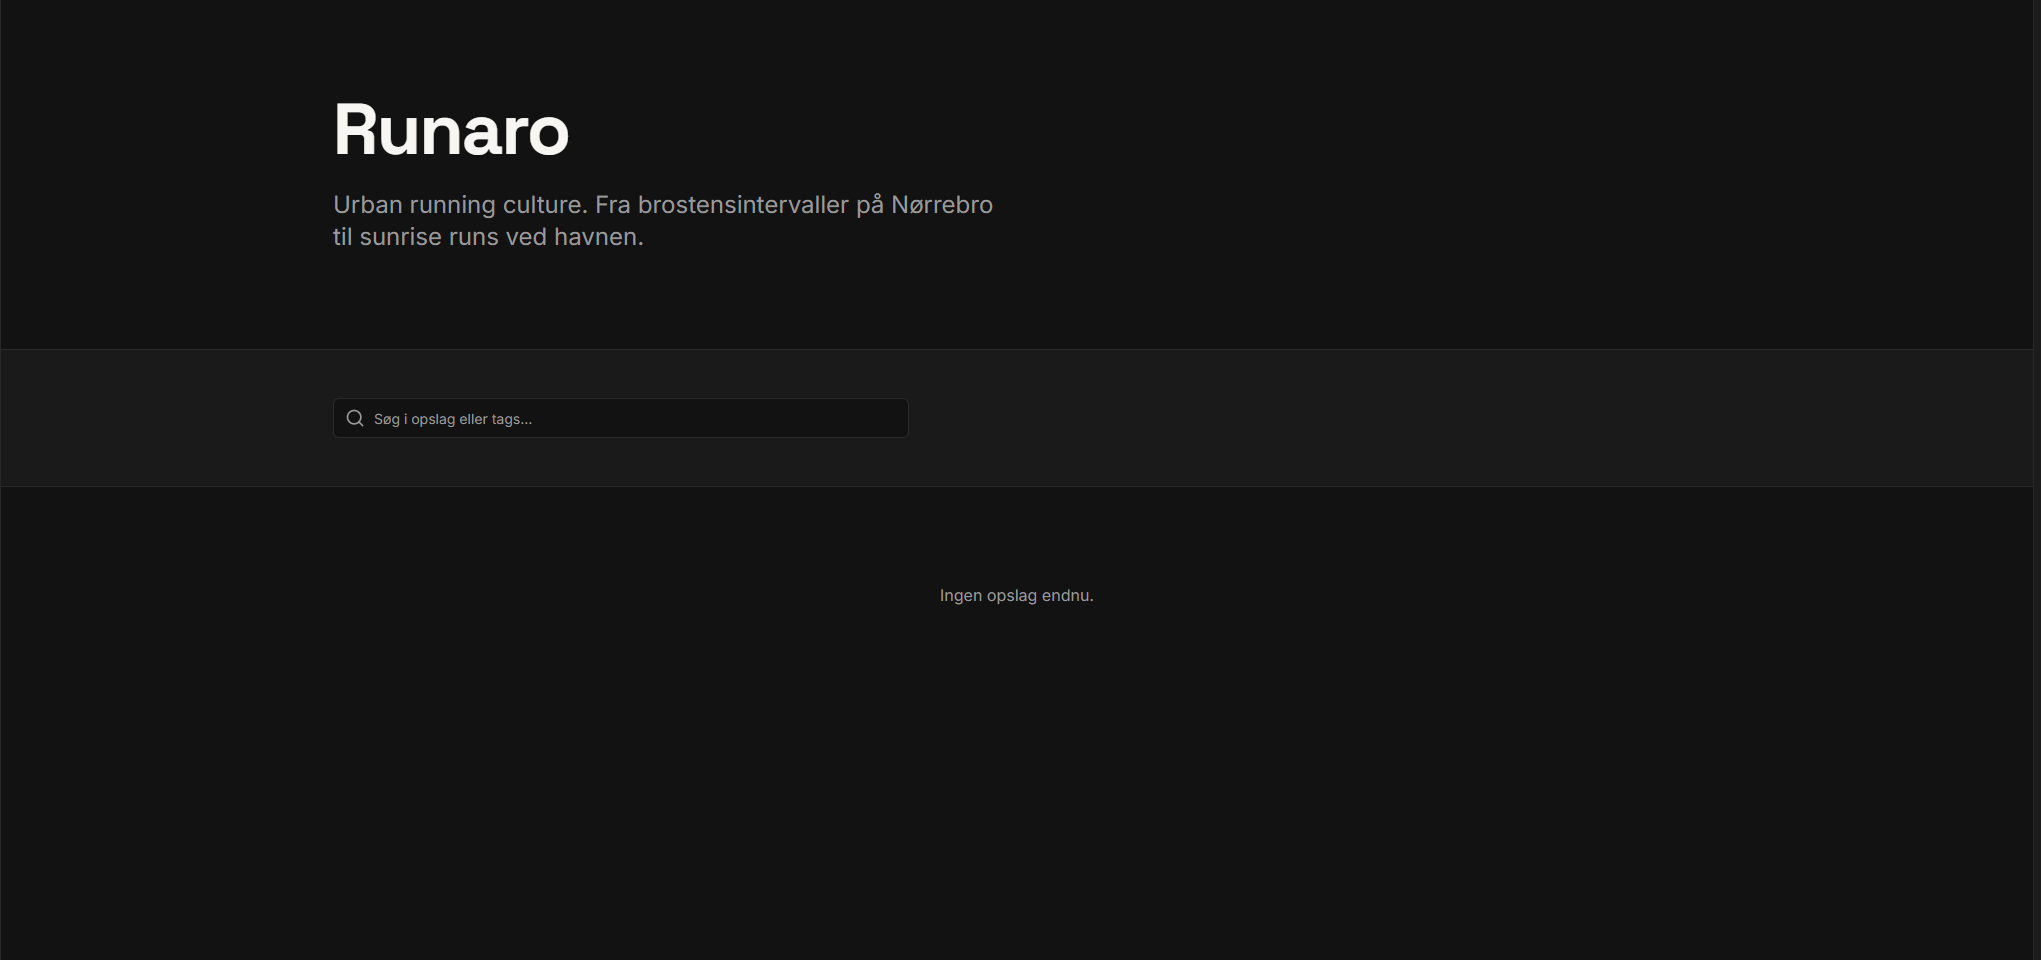 Runaro
Urban running culture. Fra brostensintervaller på Nørrebro
til sunrise runs ved havnen.
Søg i opslag eller tags...
Ingen opslag endnu.